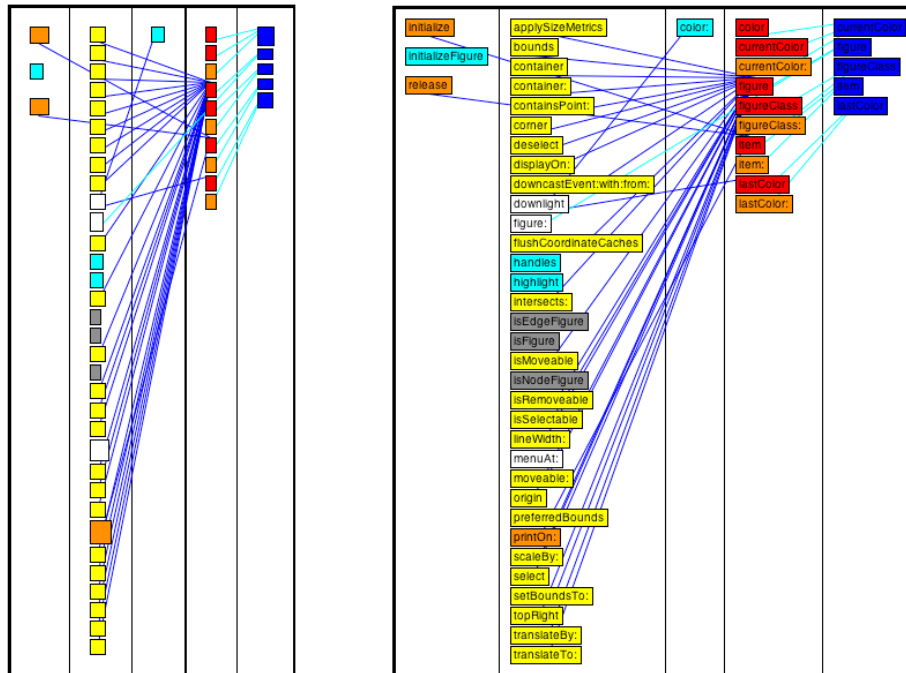 initialize
initializeFigure
release
applySizeMetrics
bounds
container
container:
containsPoint:
corner
deselect
displayOn:
downcastEvent:with:from:
downlight
figure:
flushCoordinateCaches
handles
highlight
intersects:
isEdgeFigure
isFigure
isMoveable
isNodeFigure
isRemoveable
isSelectable
lineWidth:
menuAt:
moveable:
origin
preferredBounds
printOn:
scaleBy:
select
setBoundsTo:
topRight
translateBy:
translateTo:
color:
color
currentColor
currentColor:
figure
figureClass
figureClass:
item
item:
lastColor
lastColor:
currentColor
figure
figureClass
item
lastColor